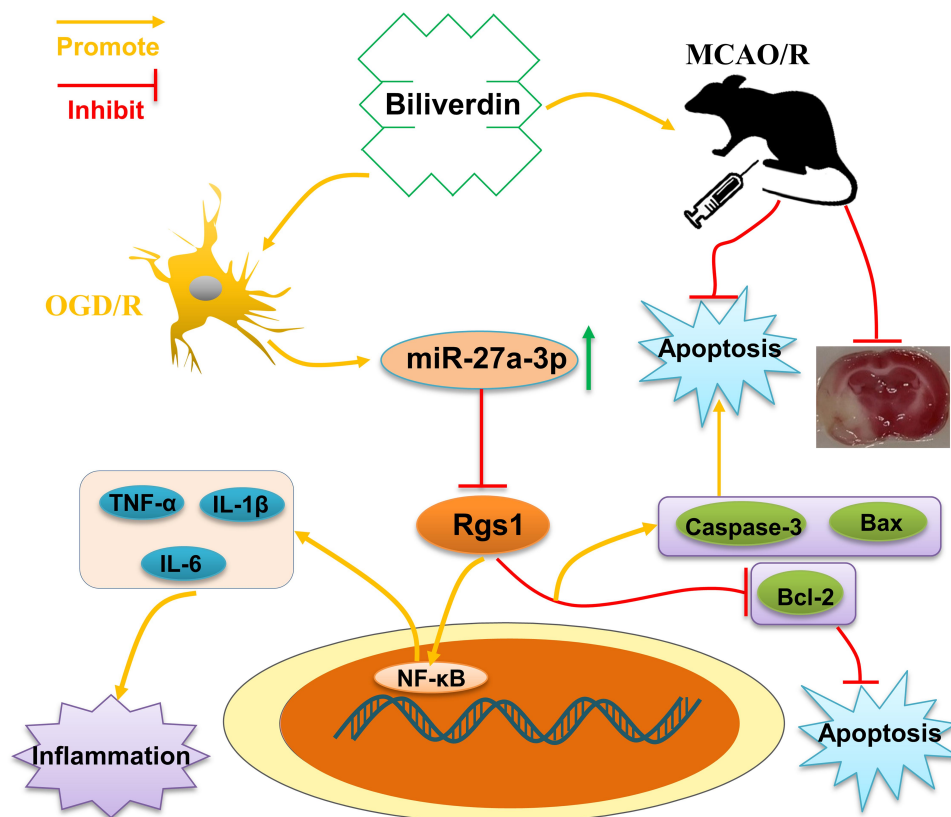 Promote
Inhibit
Biliverdin
MCAO/R
OGD/R
miR-27a-3p
Apoptosis
TNF-α
IL-1β
IL-6
Rgs1
Caspase-3
Bax
Bcl-2
NF-κB
Inflammation
Apoptosis